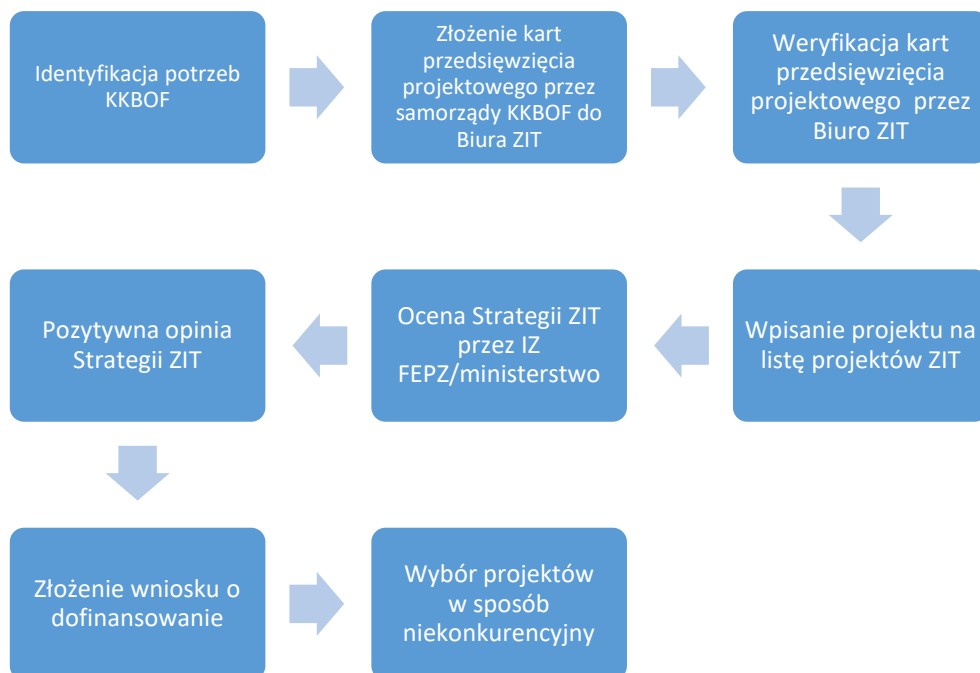 Identyfikacja potrzeb
KKBOF
Złożenie kart
przedsięwzięcia
projektowego przez
samorządy KKBOF do
Biura ZIT
Weryfikacja kart
przedsięwzięcia
projektowego przez
Biuro ZIT
Wpisanie projektu na
listę projektów ZIT
Ocena Strategii ZIT
przez IZ
FEPZ/ministerstwo
Pozytywna opinia
Strategii ZIT
Złożenie wniosku o
dofinansowanie
Wybór projektów
w sposób
niekonkurencyjny